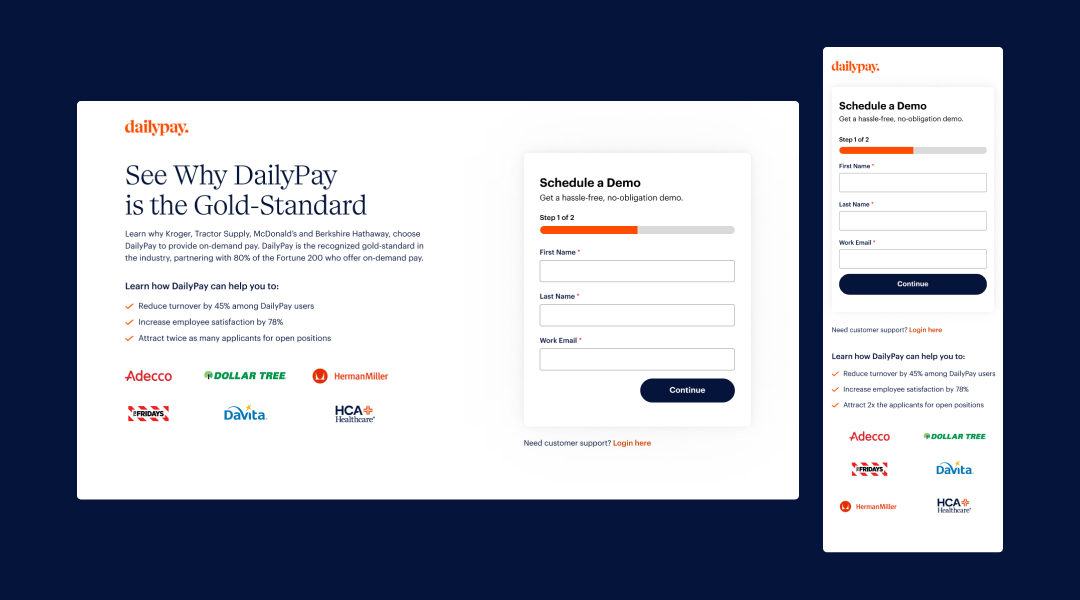 dailypay.
See Why DailyPay
is the Gold-Standard
Learn why Kroger, Tractor Supply, McDonald's and Berkshire Hathaway, choose
DailyPay to provide on-demand pay. DailyPay is the recognized gold-standard in
the industry, partnering with 80% of the Fortune 200 who offer on-demand pay.
Learn how DailyPay can help you to:
Reduce turnover by 45% among DailyPay users
Increase employee satisfaction by 78%
Attract twice as many applicants for open positions
Adecco
DOLLAR TREE
HermanMiller
TGI FRIDAYS
DaVita.
HCA
Healthcare®
Schedule a Demo
Get a hassle-free, no-obligation demo.
Step 1 of 2
First Name *
Last Name *
Work Email *
Continue
Need customer support? Login here
dailypay.
Schedule a Demo
Get a hassle-free, no-obligation demo.
Step 1 of 2
First Name *
Last Name *
Work Email *
Continue
Need customer support? Login here
Learn how DailyPay can help you to:
Reduce turnover by 45% among DailyPay users
Increase employee satisfaction by 78%
Attract 2x the applicants for open positions
Adecco
DOLLAR TREE
TGI FRIDAYS
DaVita.
HermanMiller
HCA
Healthcare®